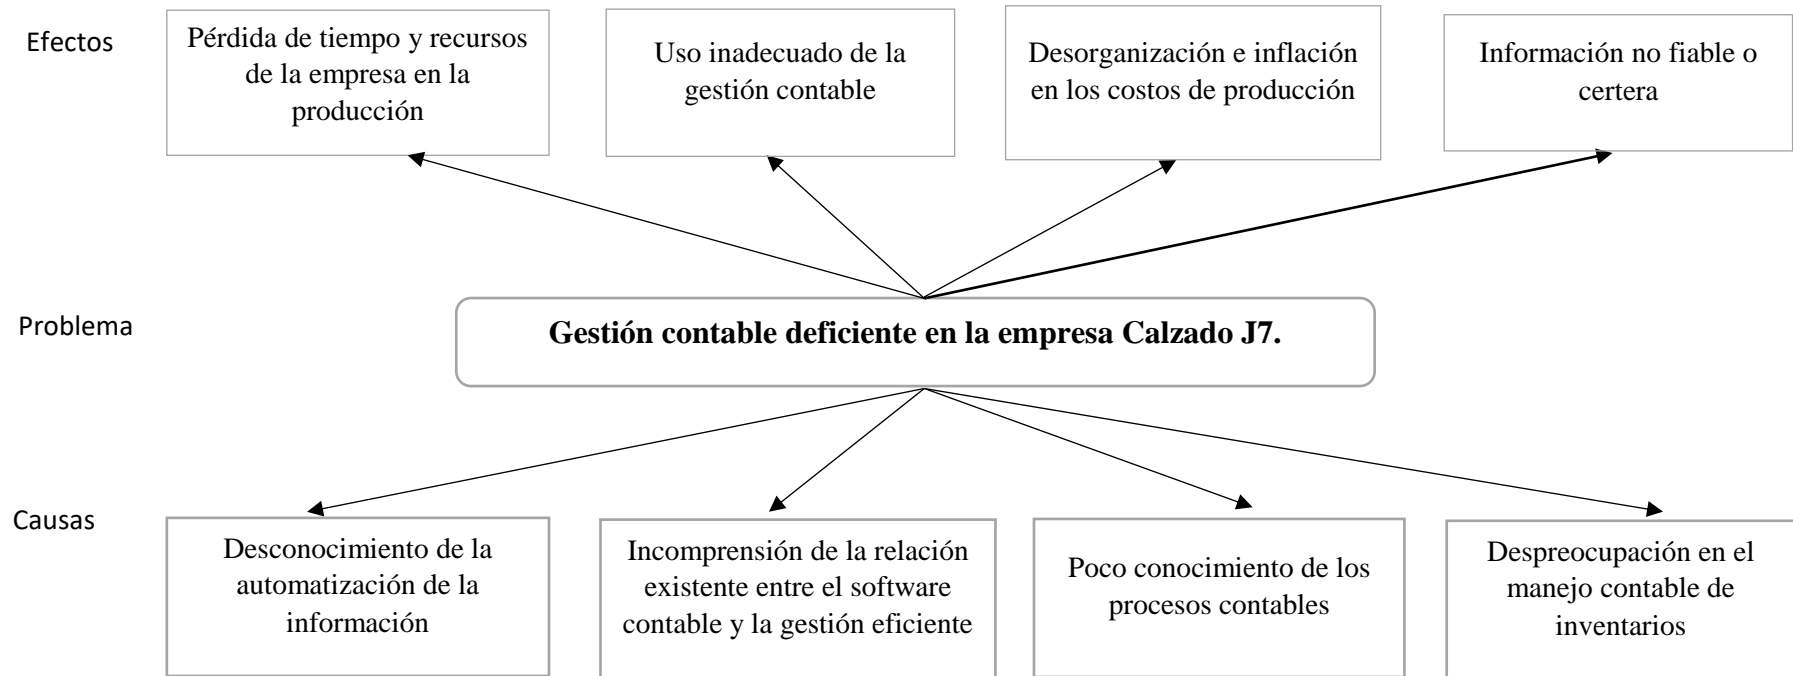 Efectos
Pérdida de tiempo y recursos
de la empresa en la
producción
Uso inadecuado de la
gestión contable
Desorganización e inflación
en los costos de producción
Información no fiable o
certera
Problema
Gestión contable deficiente en la empresa Calzado J7.
Causas
Desconocimiento de la
automatización de la
información
Incomprensión de la relación
existente entre el software
contable y la gestión eficiente
Poco conocimiento de los
procesos contables
Despreocupación en el
manejo contable de
inventarios